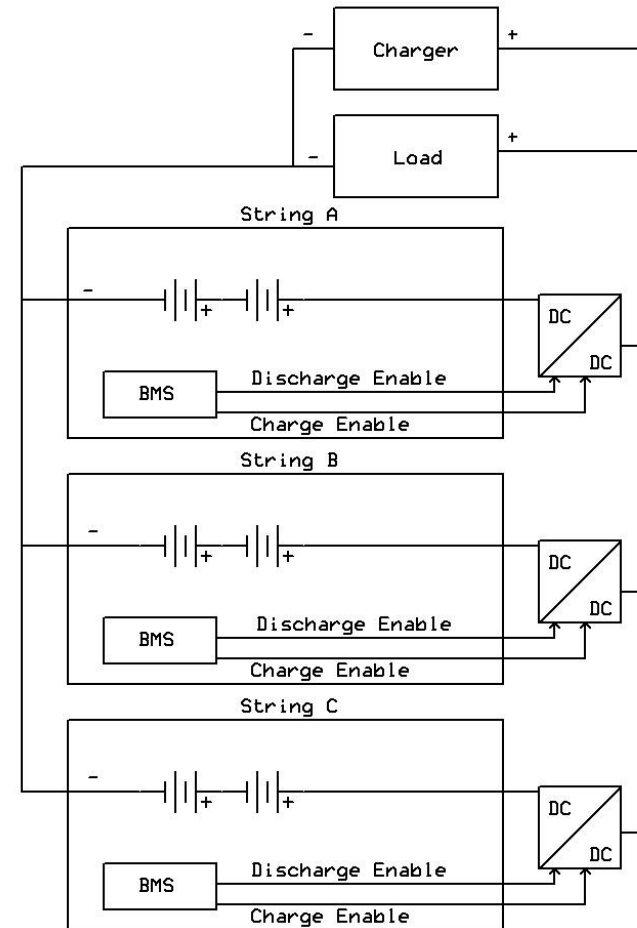 - Charger +
- Load +
String A
-
+ +
DC
DC
BMS
Discharge Enable
Charge Enable
String B
-
+ +
DC
DC
BMS
Discharge Enable
Charge Enable
String C
-
+ +
DC
DC
BMS
Discharge Enable
Charge Enable